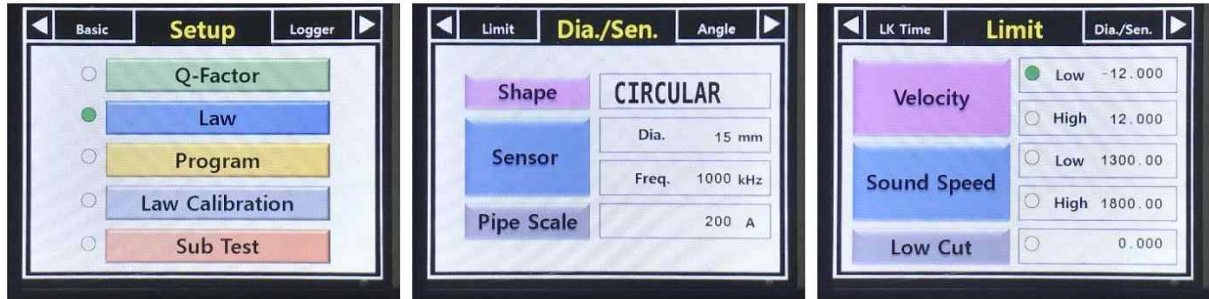 Basic Setup Logger
Q-Factor
Law
Program
Law Calibration
Sub Test
Limit Dia./Sen. Angle
Shape CIRCULAR
Sensor
Dia. 15 mm
Freq. 1000 kHz
Pipe Scale 200 A
LK Time Limit Dia./Sen.
Velocity
Low -12.000
High 12.000
Sound Speed
Low 1300.00
High 1800.00
Low Cut 0.000